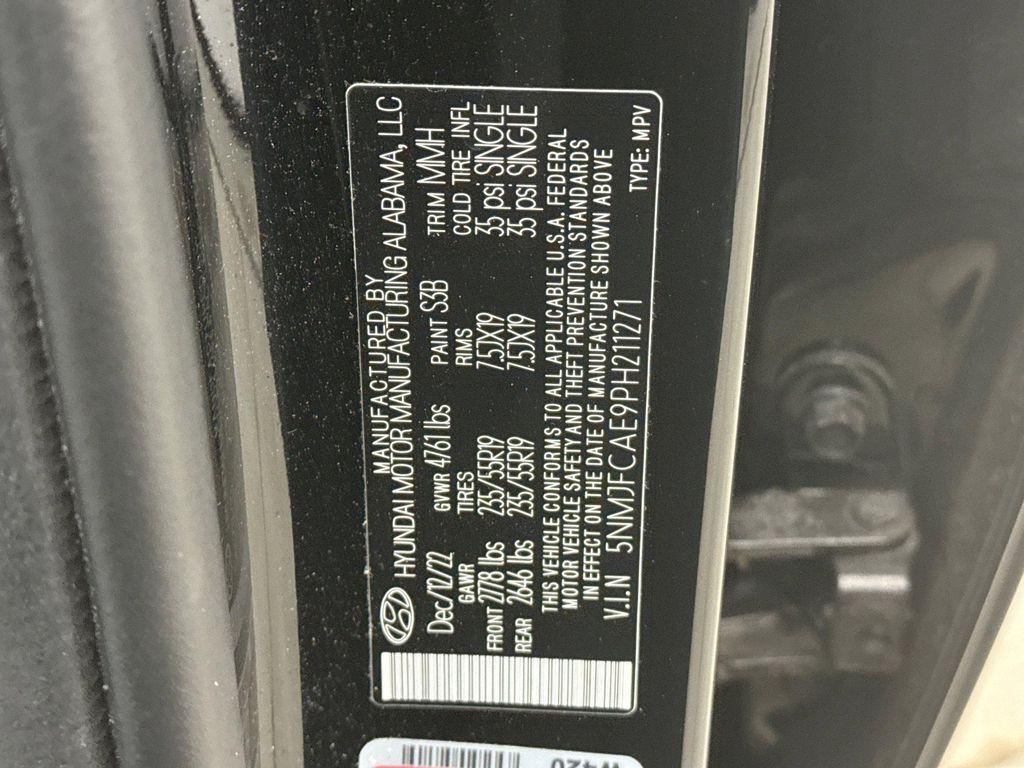 MANUFACTURED BY
HYUNDAI MOTOR MANUFACTURING ALABAMA, LLC
Dec/12/22 GVWR 4761 lbs PAINT S3B TRIM MMH
GAWR TIRES RIMS COLD TIRE INFL
FRONT 2778 lbs 235/55R19 7.5JX19 35 psi SINGLE
REAR 2646 lbs 235/55R19 7.5JX19 35 psi SINGLE
THIS VEHICLE CONFORMS TO ALL APPLICABLE U.S.A. FEDERAL
MOTOR VEHICLE SAFETY AND THEFT PREVENTION STANDARDS
IN EFFECT ON THE DATE OF MANUFACTURE SHOWN ABOVE
V.I.N 5NMJFCAE9PH211271
TYPE: MPV
W420